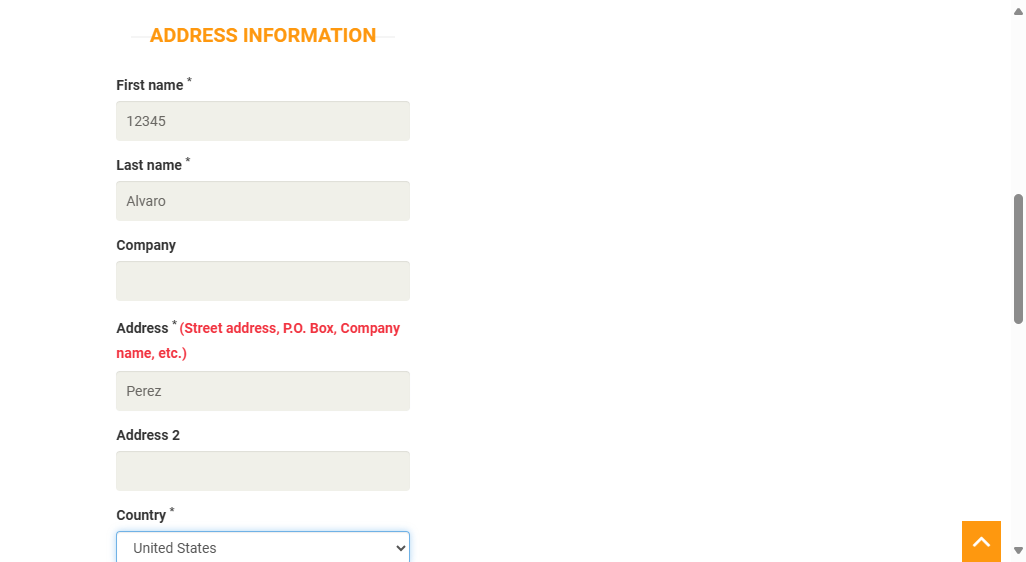 ADDRESS INFORMATION
First name *
12345
Last name *
Alvaro
Company
Address * (Street address, P.O. Box, Company
name, etc.)
Perez
Address 2
Country *
United States